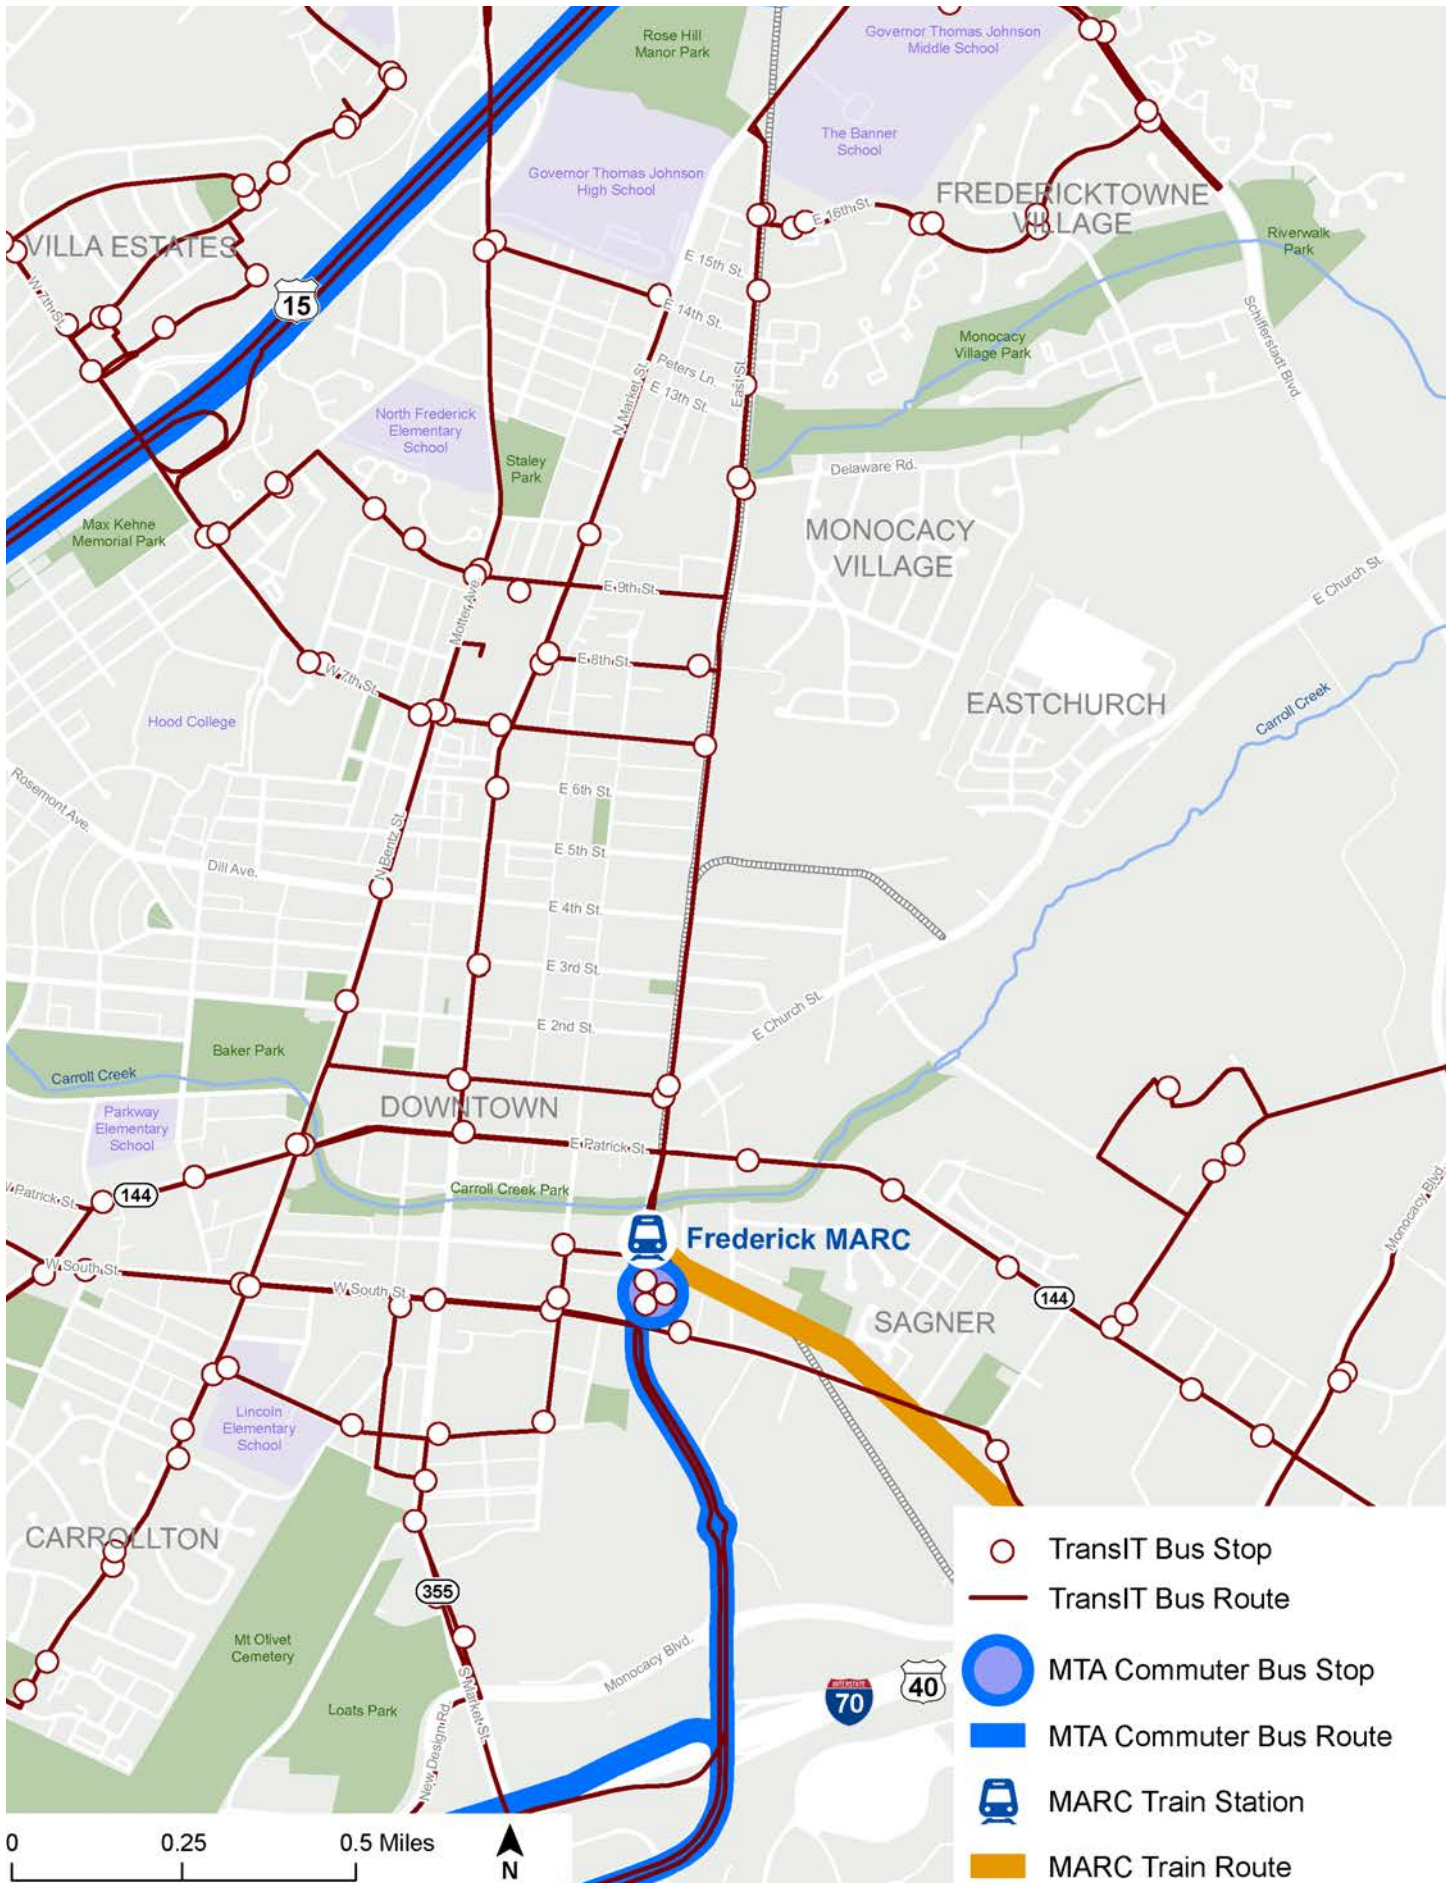 Rose Hill
Manor Park
Governor Thomas Johnson
Middle School
The Banner
School
Governor Thomas Johnson
High School
FREDERICKTOWNE
VILLAGE
E 16th St.
Riverwalk
Park
VILLA ESTATES
W 7th St.
15
E 15th St.
E 14th St.
Monocacy
Village Park
Schifferstadt Blvd.
Peters Ln.
E 13th St.
East St.
N Market St.
North Frederick
Elementary
School
Staley
Park
Delaware Rd.
Max Kehne
Memorial Park
MONOCACY
VILLAGE
E Church St.
E 9th St.
Motter Ave.
E 8th St.
W 7th St.
EASTCHURCH
Carroll Creek
Hood College
Rosemont Ave.
E 6th St.
N Bentz St.
E 5th St.
Dill Ave.
E 4th St.
E 3rd St.
E Church St.
E 2nd St.
Baker Park
Carroll Creek
DOWNTOWN
Parkway
Elementary
School
E Patrick St.
W Patrick St.
144
Carroll Creek Park
Monocacy Blvd.
Frederick MARC
W South St.
W South St.
144
SAGNER
Lincoln
Elementary
School
CARROLLTON
355
Mt Olivet
Cemetery
Monocacy Blvd.
S Market St.
Loats Park
New Design Rd.
INTERSTATE
70
40
TransIT Bus Stop
TransIT Bus Route
MTA Commuter Bus Stop
MTA Commuter Bus Route
MARC Train Station
MARC Train Route
0 0.25 0.5 Miles
N